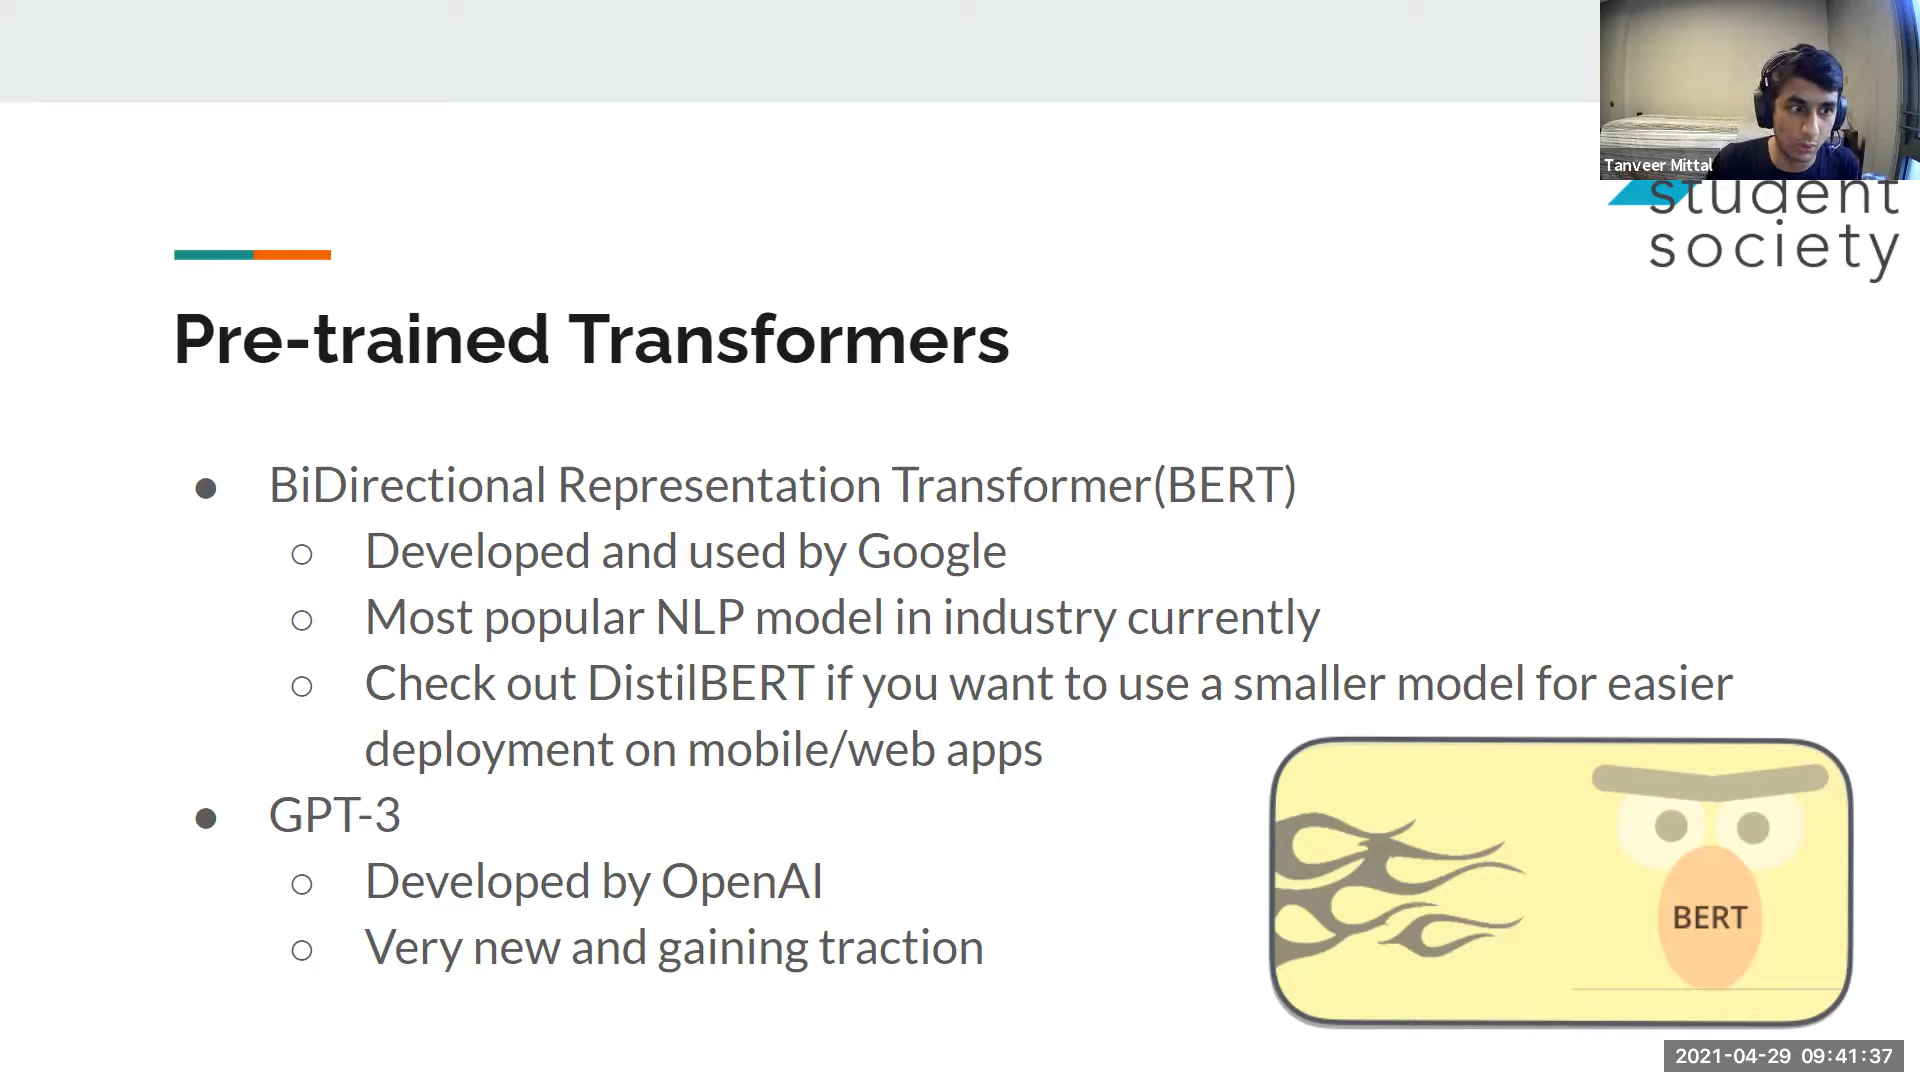 Tanveer Mittal
student
society
Pre-trained Transformers
● BiDirectional Representation Transformer(BERT)
○ Developed and used by Google
○ Most popular NLP model in industry currently
○ Check out DistilBERT if you want to use a smaller model for easier
deployment on mobile/web apps
● GPT-3
○ Developed by OpenAI
○ Very new and gaining traction
BERT
2021-04-29 09:41:37